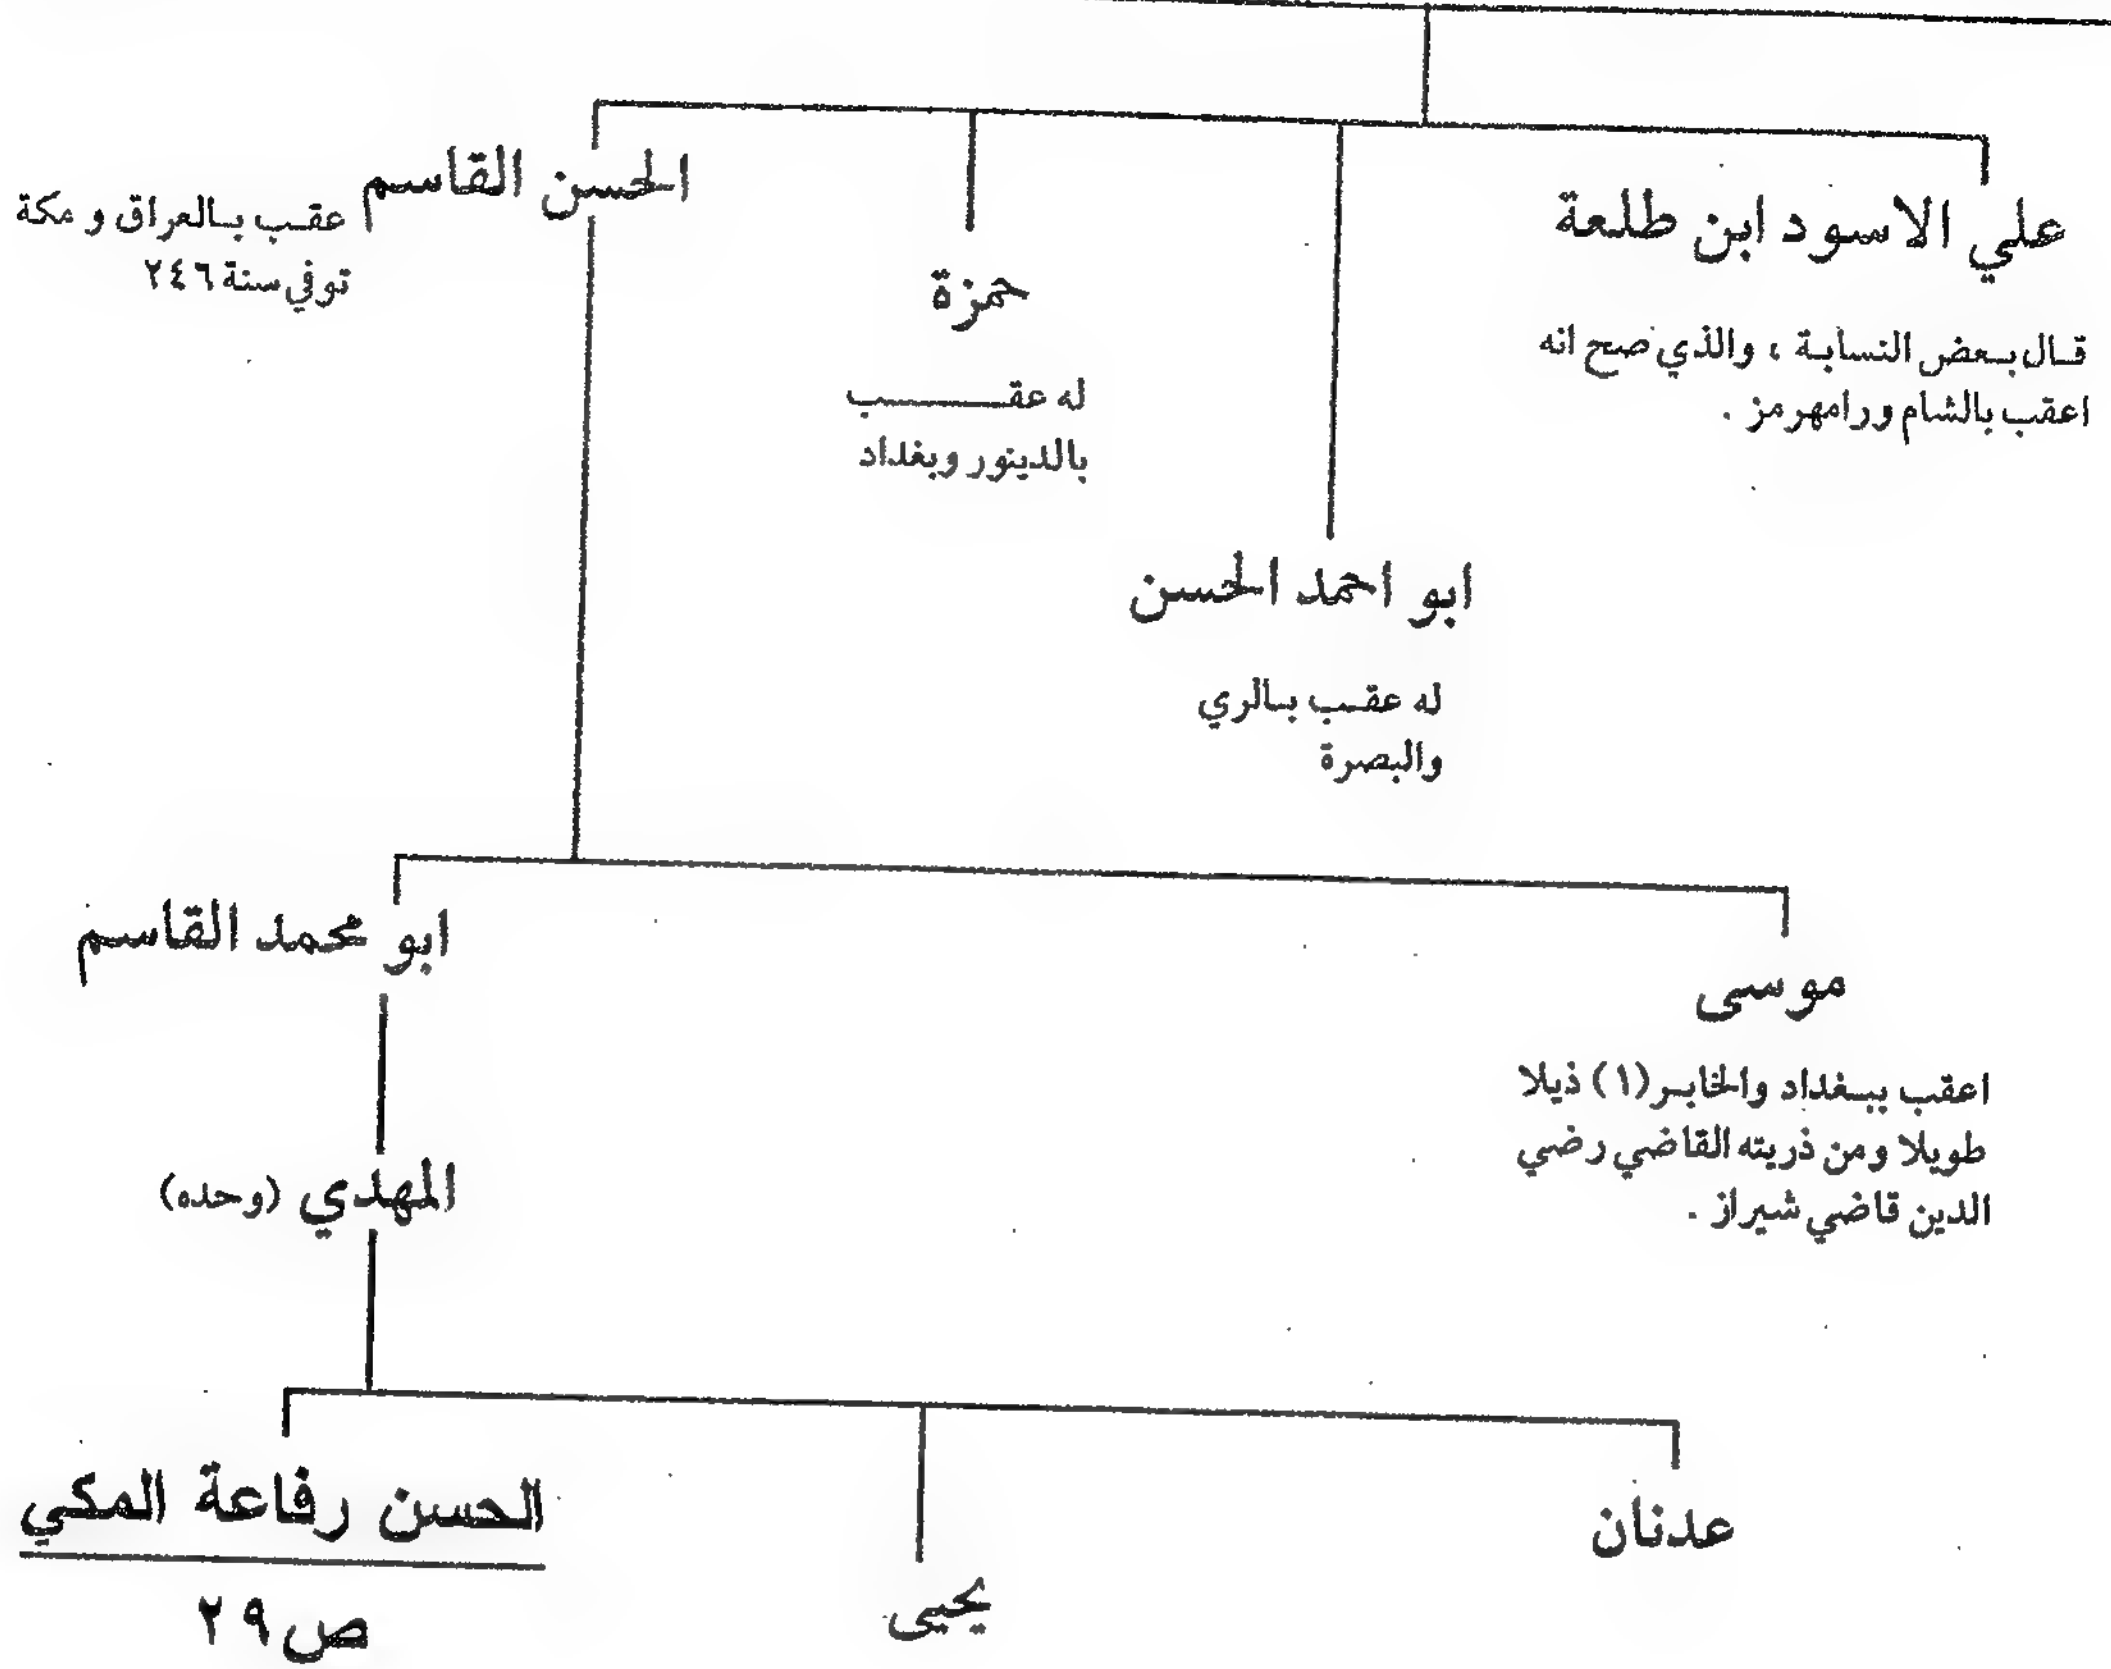 علي الاسود ابن طلعة
قال بعض النسابة ، والذي صح انه
اعقب بالشام ورامهرمز .
حمزة
له عقب
بالدينور وبغداد
الحسن القاسم
عقب بالعراق و مكة
توفي سنة ٢٤٦
ابو احمد الحسن
له عقب بالري
والبصرة
موسى
اعقب ببغداد والخابر (١) ذيلا
طويلا ومن ذريته القاضي رضي
الدين قاضي شيراز .
ابو محمد القاسم
المهدي (وحده)
عدنان
يحيى
الحسن رفاعة المكي
ص ٢٩